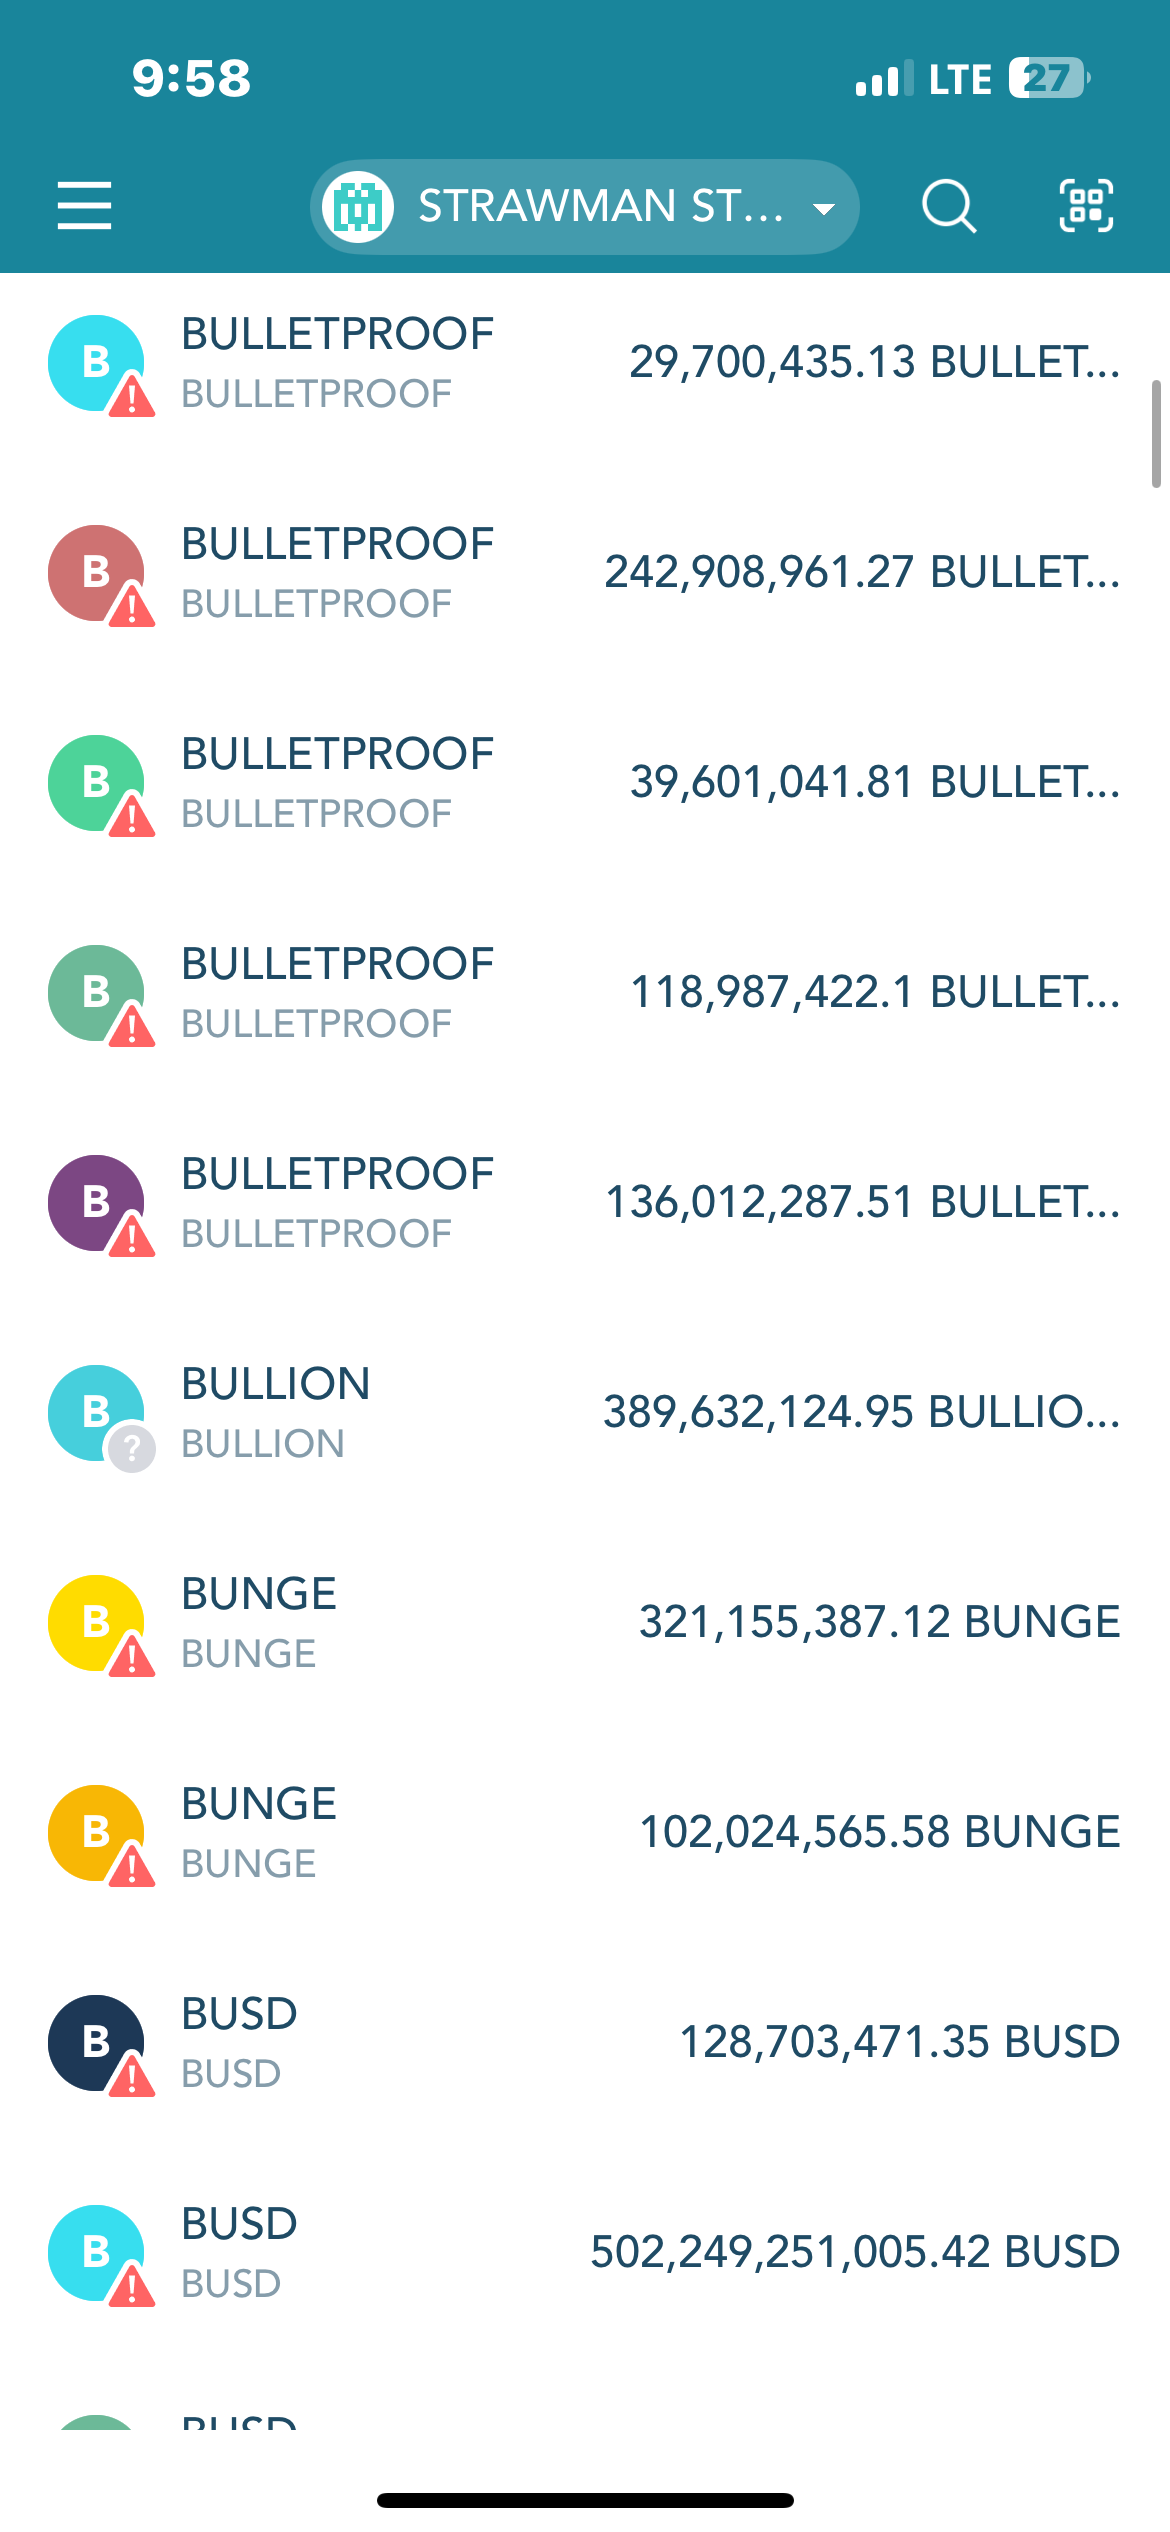 9:58
LTE 27
STRAWMAN ST...
B
BULLETPROOF
BULLETPROOF
29,700,435.13 BULLET...
B
BULLETPROOF
BULLETPROOF
242,908,961.27 BULLET...
B
BULLETPROOF
BULLETPROOF
39,601,041.81 BULLET...
B
BULLETPROOF
BULLETPROOF
118,987,422.1 BULLET...
B
BULLETPROOF
BULLETPROOF
136,012,287.51 BULLET...
B
?
BULLION
BULLION
389,632,124.95 BULLIO...
B
BUNGE
BUNGE
321,155,387.12 BUNGE
B
BUNGE
BUNGE
102,024,565.58 BUNGE
B
BUSD
BUSD
128,703,471.35 BUSD
B
BUSD
BUSD
502,249,251,005.42 BUSD
BUSD